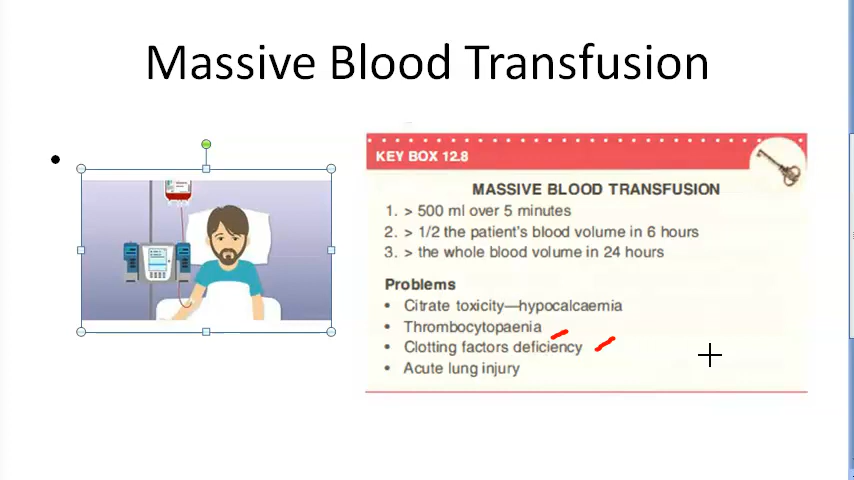 Massive Blood Transfusion
KEY BOX 12.8
MASSIVE BLOOD TRANSFUSION
1. > 500 ml over 5 minutes
2. > 1/2 the patient's blood volume in 6 hours
3. > the whole blood volume in 24 hours
Problems
• Citrate toxicity—hypocalcaemia
• Thrombocytopaenia
• Clotting factors deficiency
• Acute lung injury